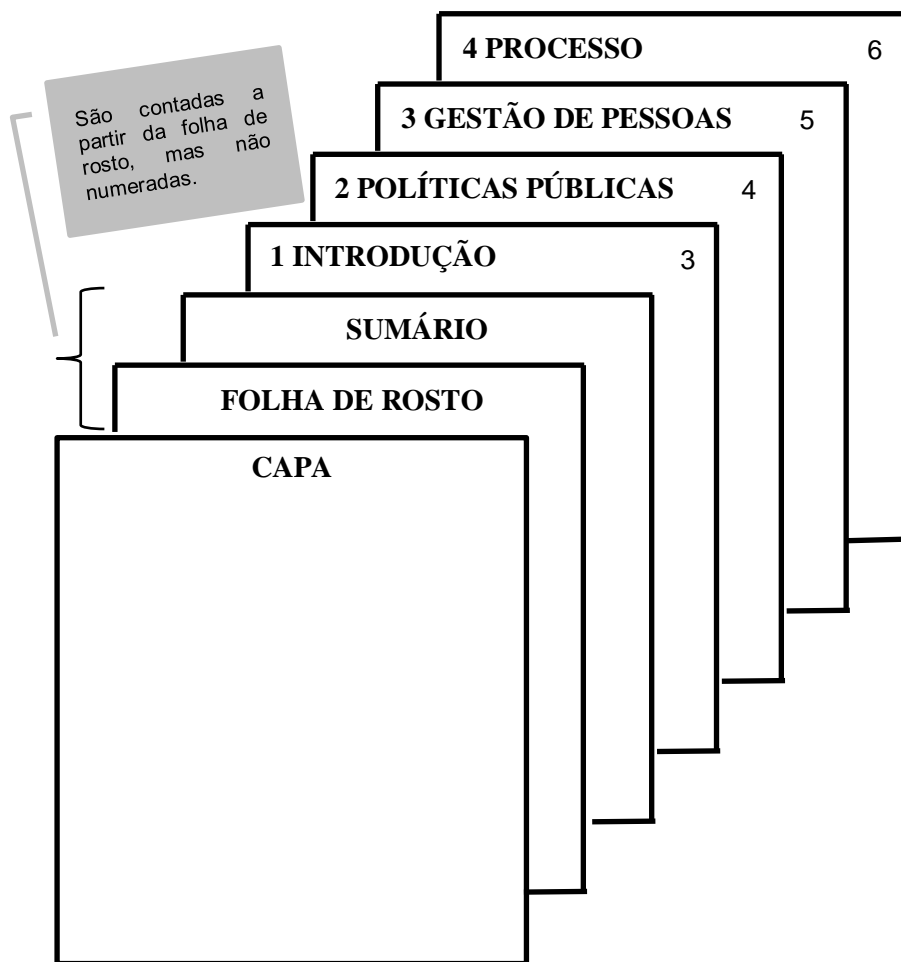 4 PROCESSO 6
São contadas a
partir da folha de
rosto, mas não
numeradas.
3 GESTÃO DE PESSOAS 5
2 POLÍTICAS PÚBLICAS 4
1 INTRODUÇÃO 3
SUMÁRIO
FOLHA DE ROSTO
CAPA